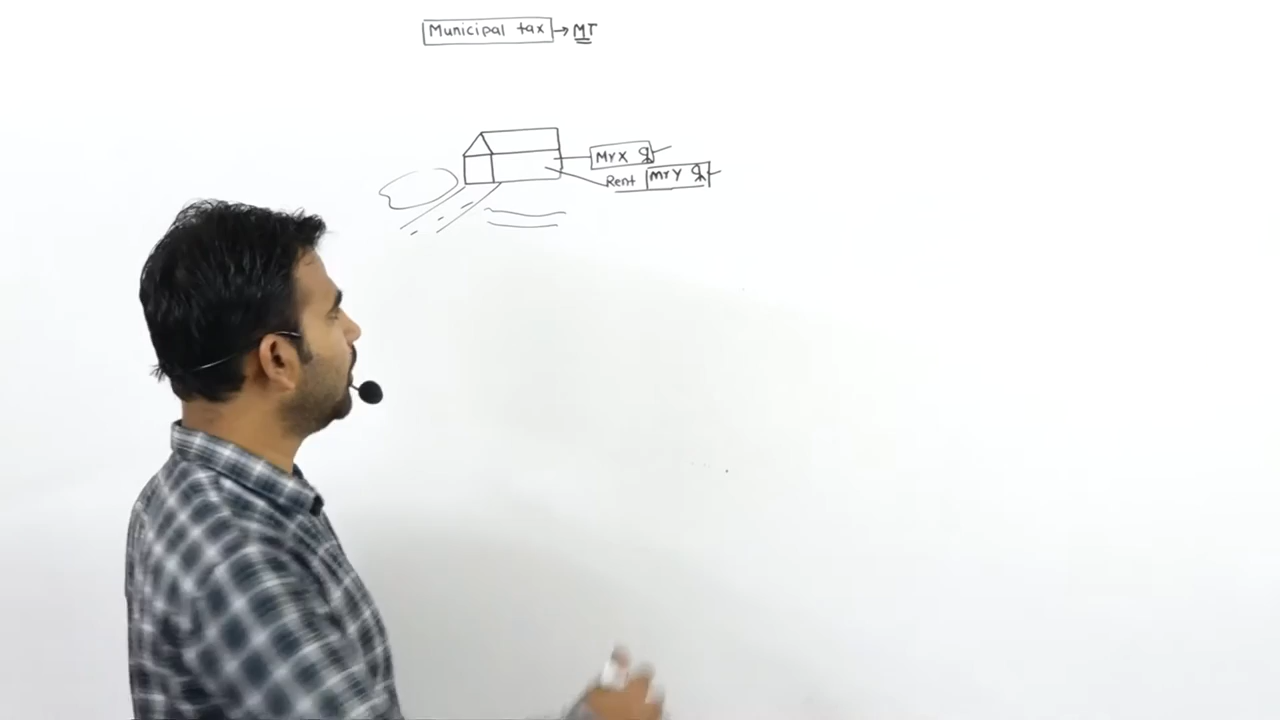 Municipal tax → MT
Mr X
Rent Mr Y